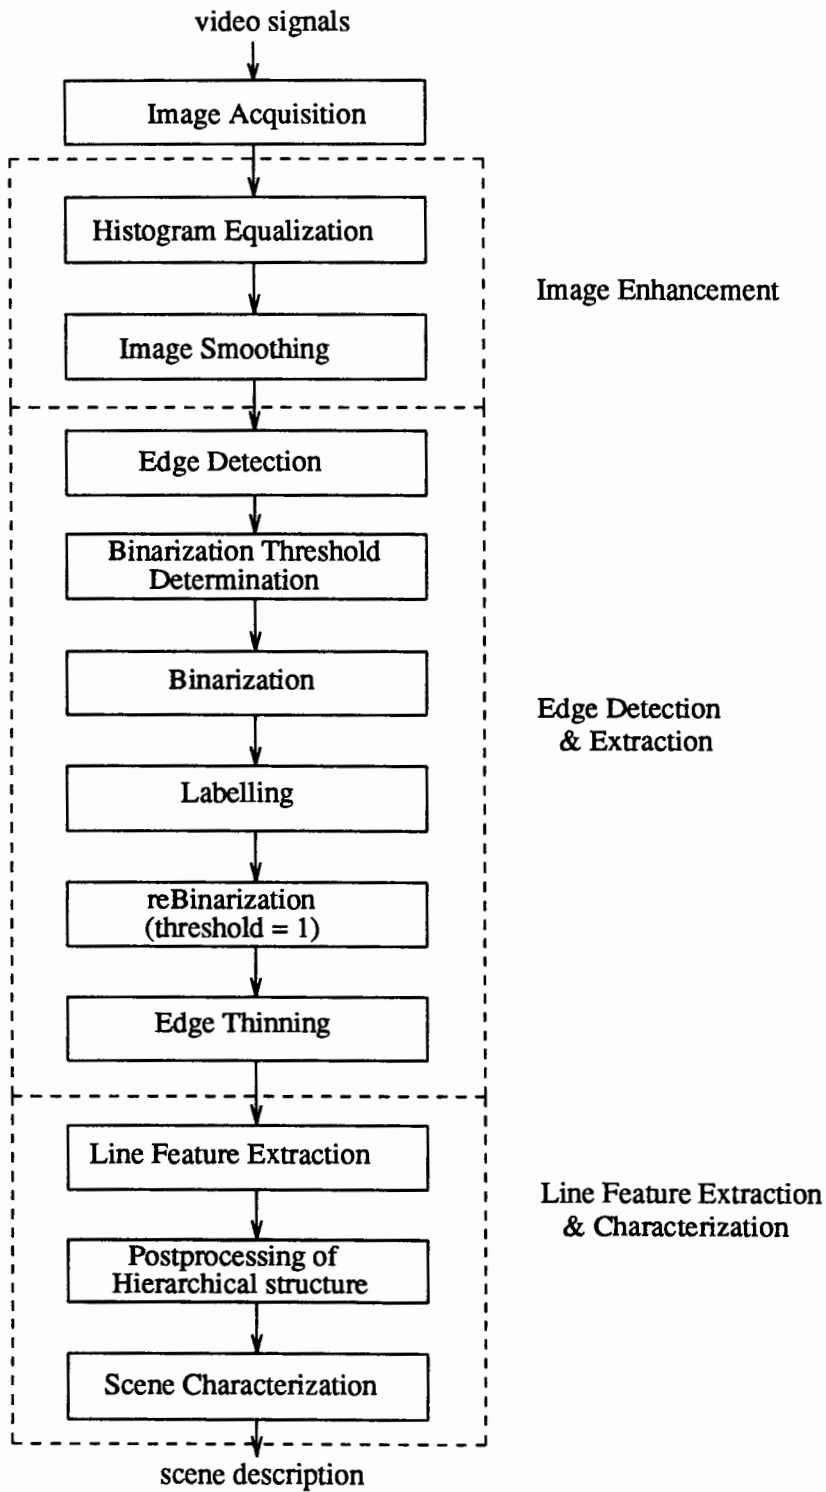 video signals
Image Acquisition
Histogram Equalization
Image Enhancement
Image Smoothing
Edge Detection
Binarization Threshold
Determination
Binarization
Edge Detection
& Extraction
Labelling
reBinarization
(threshold = 1)
Edge Thinning
Line Feature Extraction
Line Feature Extraction
& Characterization
Postprocessing of
Hierarchical structure
Scene Characterization
scene description